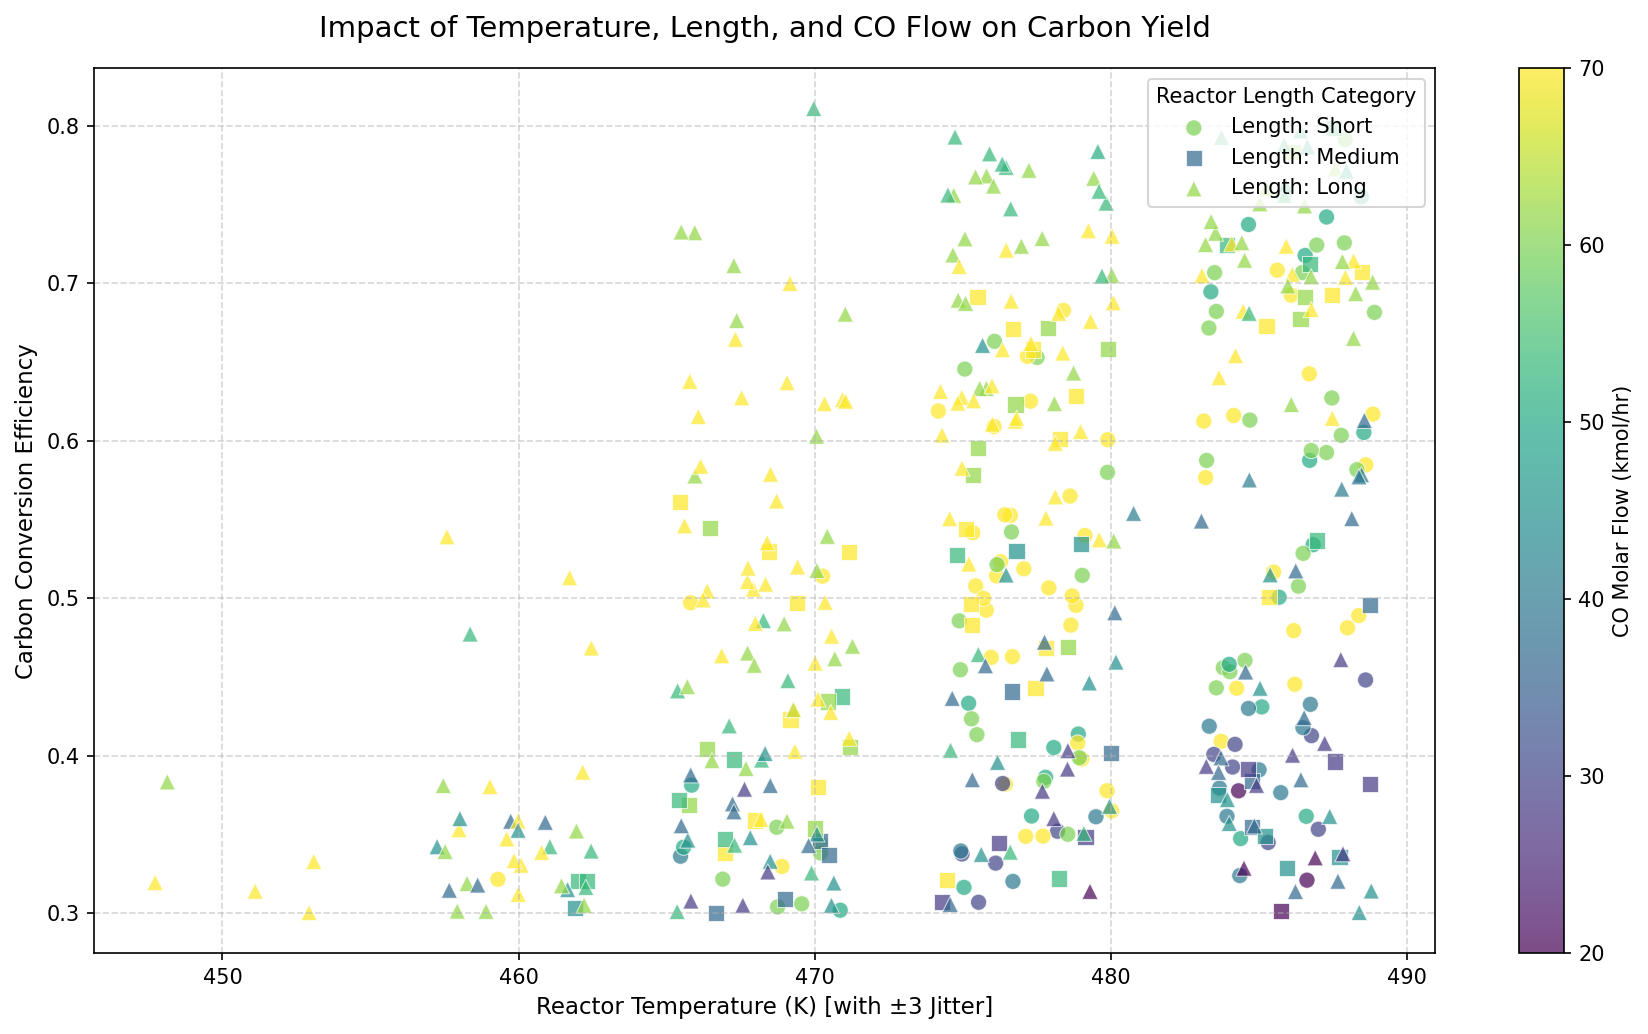 Impact of Temperature, Length, and CO Flow on Carbon Yield
Carbon Conversion Efficiency
0.8
0.7
0.6
0.5
0.4
0.3
450
460
470
480
490
Reactor Temperature (K) [with ±3 Jitter]
Reactor Length Category
Length: Short
Length: Medium
Length: Long
70
60
50
40
30
20
CO Molar Flow (kmol/hr)